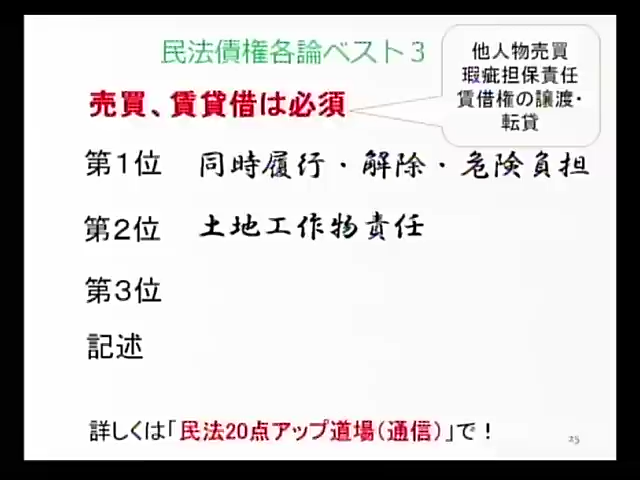 民法債権各論ベスト3
他人物売買
瑕疵担保責任
賃借権の譲渡・
転貸
売買、賃貸借は必須
第1位 同時履行・解除・危険負担
第2位 土地工作物責任
第3位
記述
詳しくは「民法20点アップ道場(通信)」で!
25